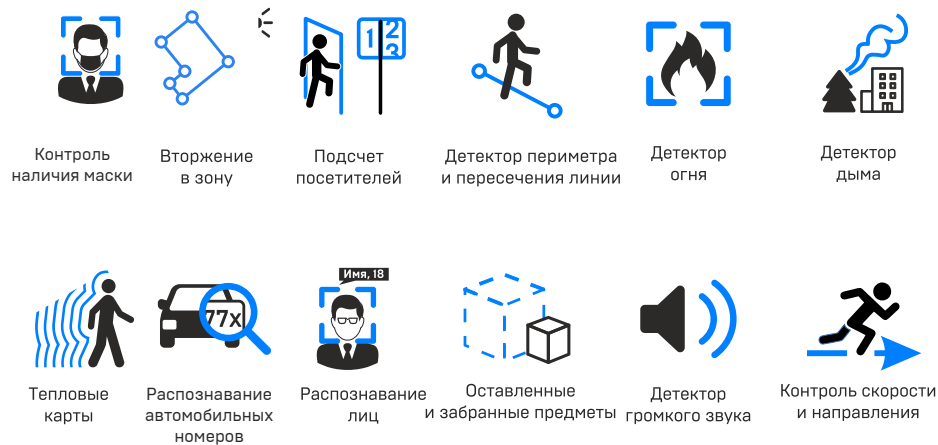 1 2
3
Контроль
наличия маски
Вторжение
в зону
Подсчет
посетителей
Детектор периметра
и пересечения линии
Детектор
огня
Детектор
дыма
Имя, 18
77х
Тепловые
карты
Распознавание
автомобильных
номеров
Распознавание
лиц
Оставленные
и забранные предметы
Детектор
громкого звука
Контроль скорости
и направления